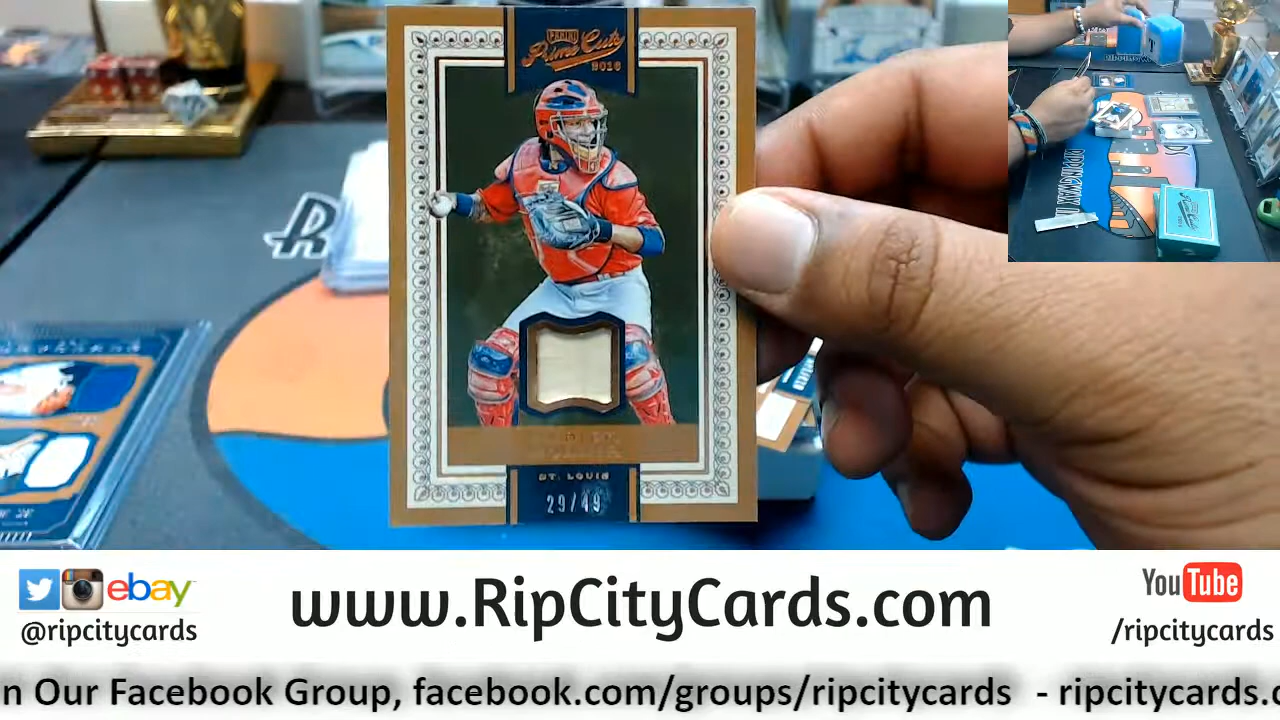 PANINI
Prime Cuts
2016
ST. LOUIS
29/49
R
ebay
www.RipCityCards.com
YouTube
@ripcitycards
/ripcitycards
n Our Facebook Group, facebook.com/groups/ripcitycards - ripcitycards.c